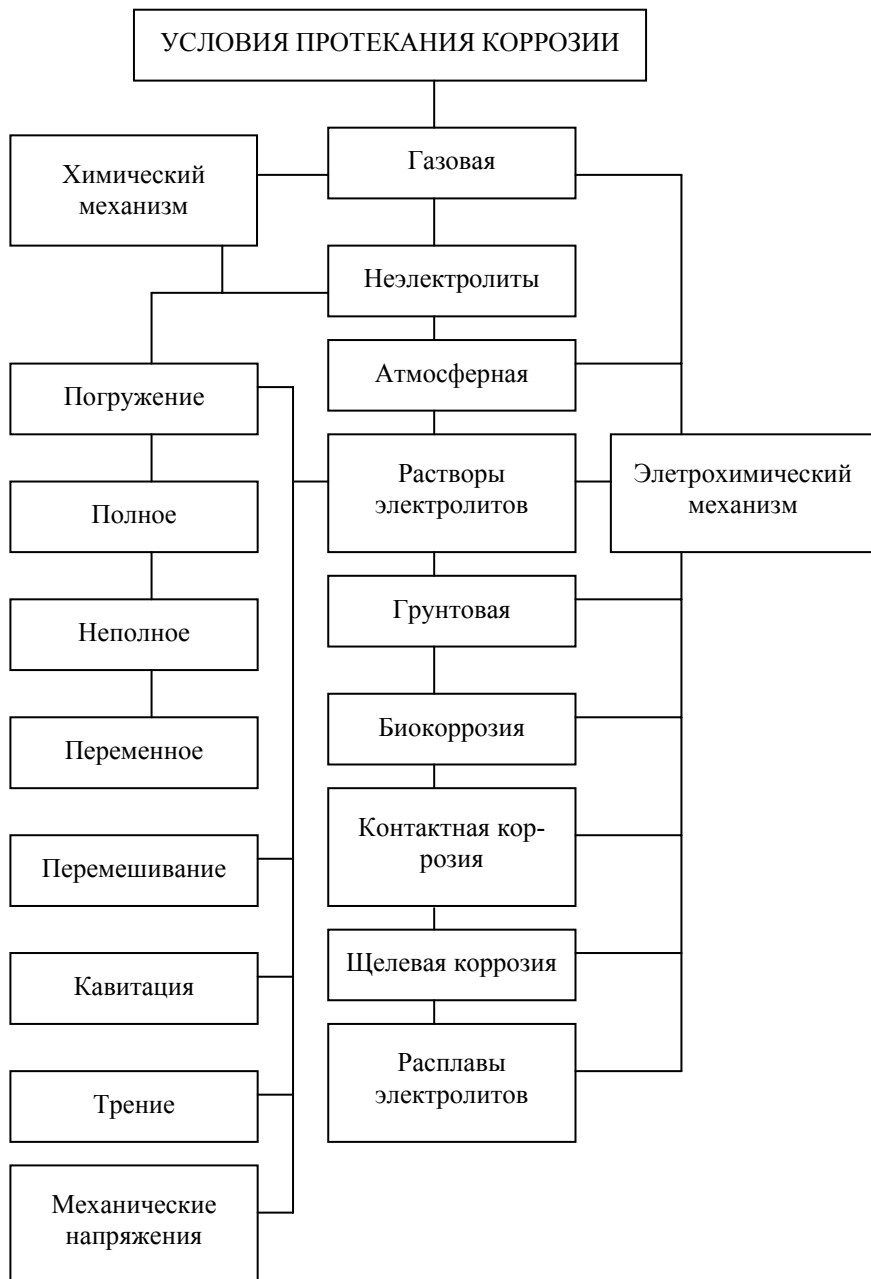 УСЛОВИЯ ПРОТЕКАНИЯ КОРРОЗИИ
Химический
механизм
Газовая
Неэлектролиты
Атмосферная
Погружение
Растворы
электролитов
Элетрохимический
механизм
Полное
Грунтовая
Неполное
Биокоррозия
Переменное
Контактная кор-
розия
Перемешивание
Щелевая коррозия
Кавитация
Расплавы
электролитов
Трение
Механические
напряжения